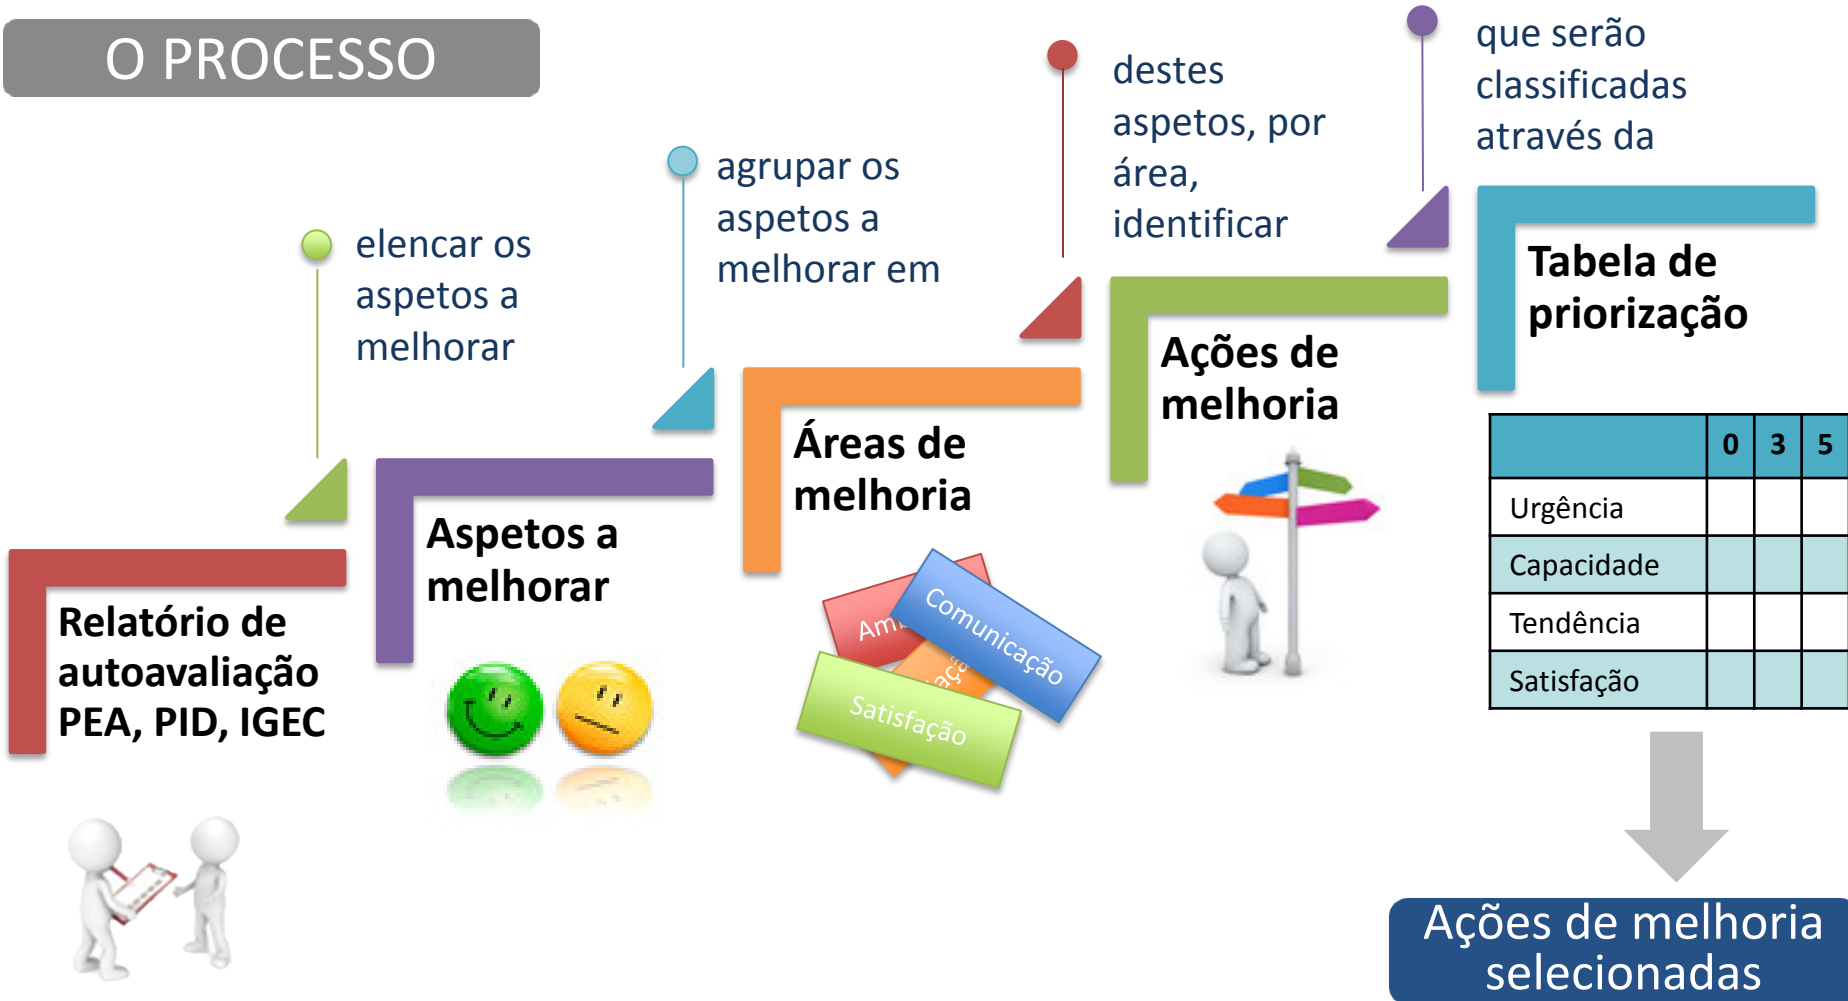 O PROCESSO
elencar os
aspetos a
melhorar
agrupar os
aspetos a
melhorar em
destes
aspetos, por
área,
identificar
que serão
classificadas
através da
Relatório de
autoavaliação
PEA, PID, IGEC
Aspetos a
melhorar
Áreas de
melhoria
Comunicação
Satisfação
Ações de
melhoria
Tabela de
priorização
0 3 5
Urgência
Capacidade
Tendência
Satisfação
Ações de melhoria
selecionadas